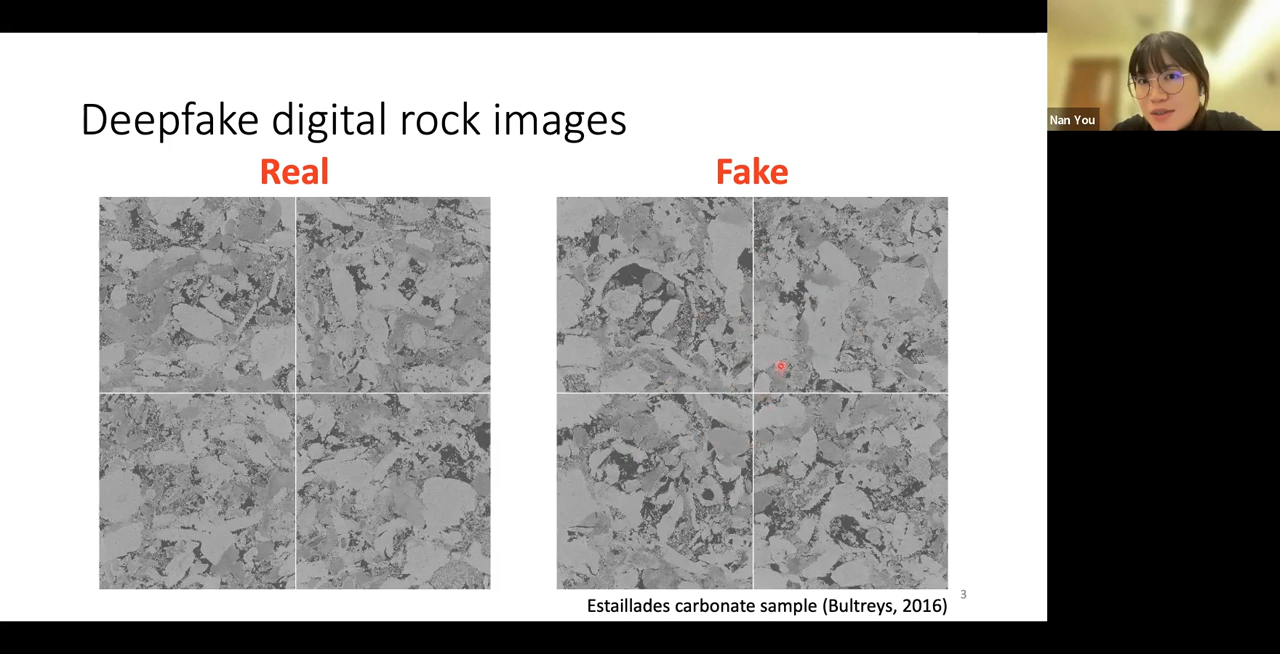 Deepfake digital rock images
Real
Fake
Nan You
Estaillades carbonate sample (Bultreys, 2016)
3